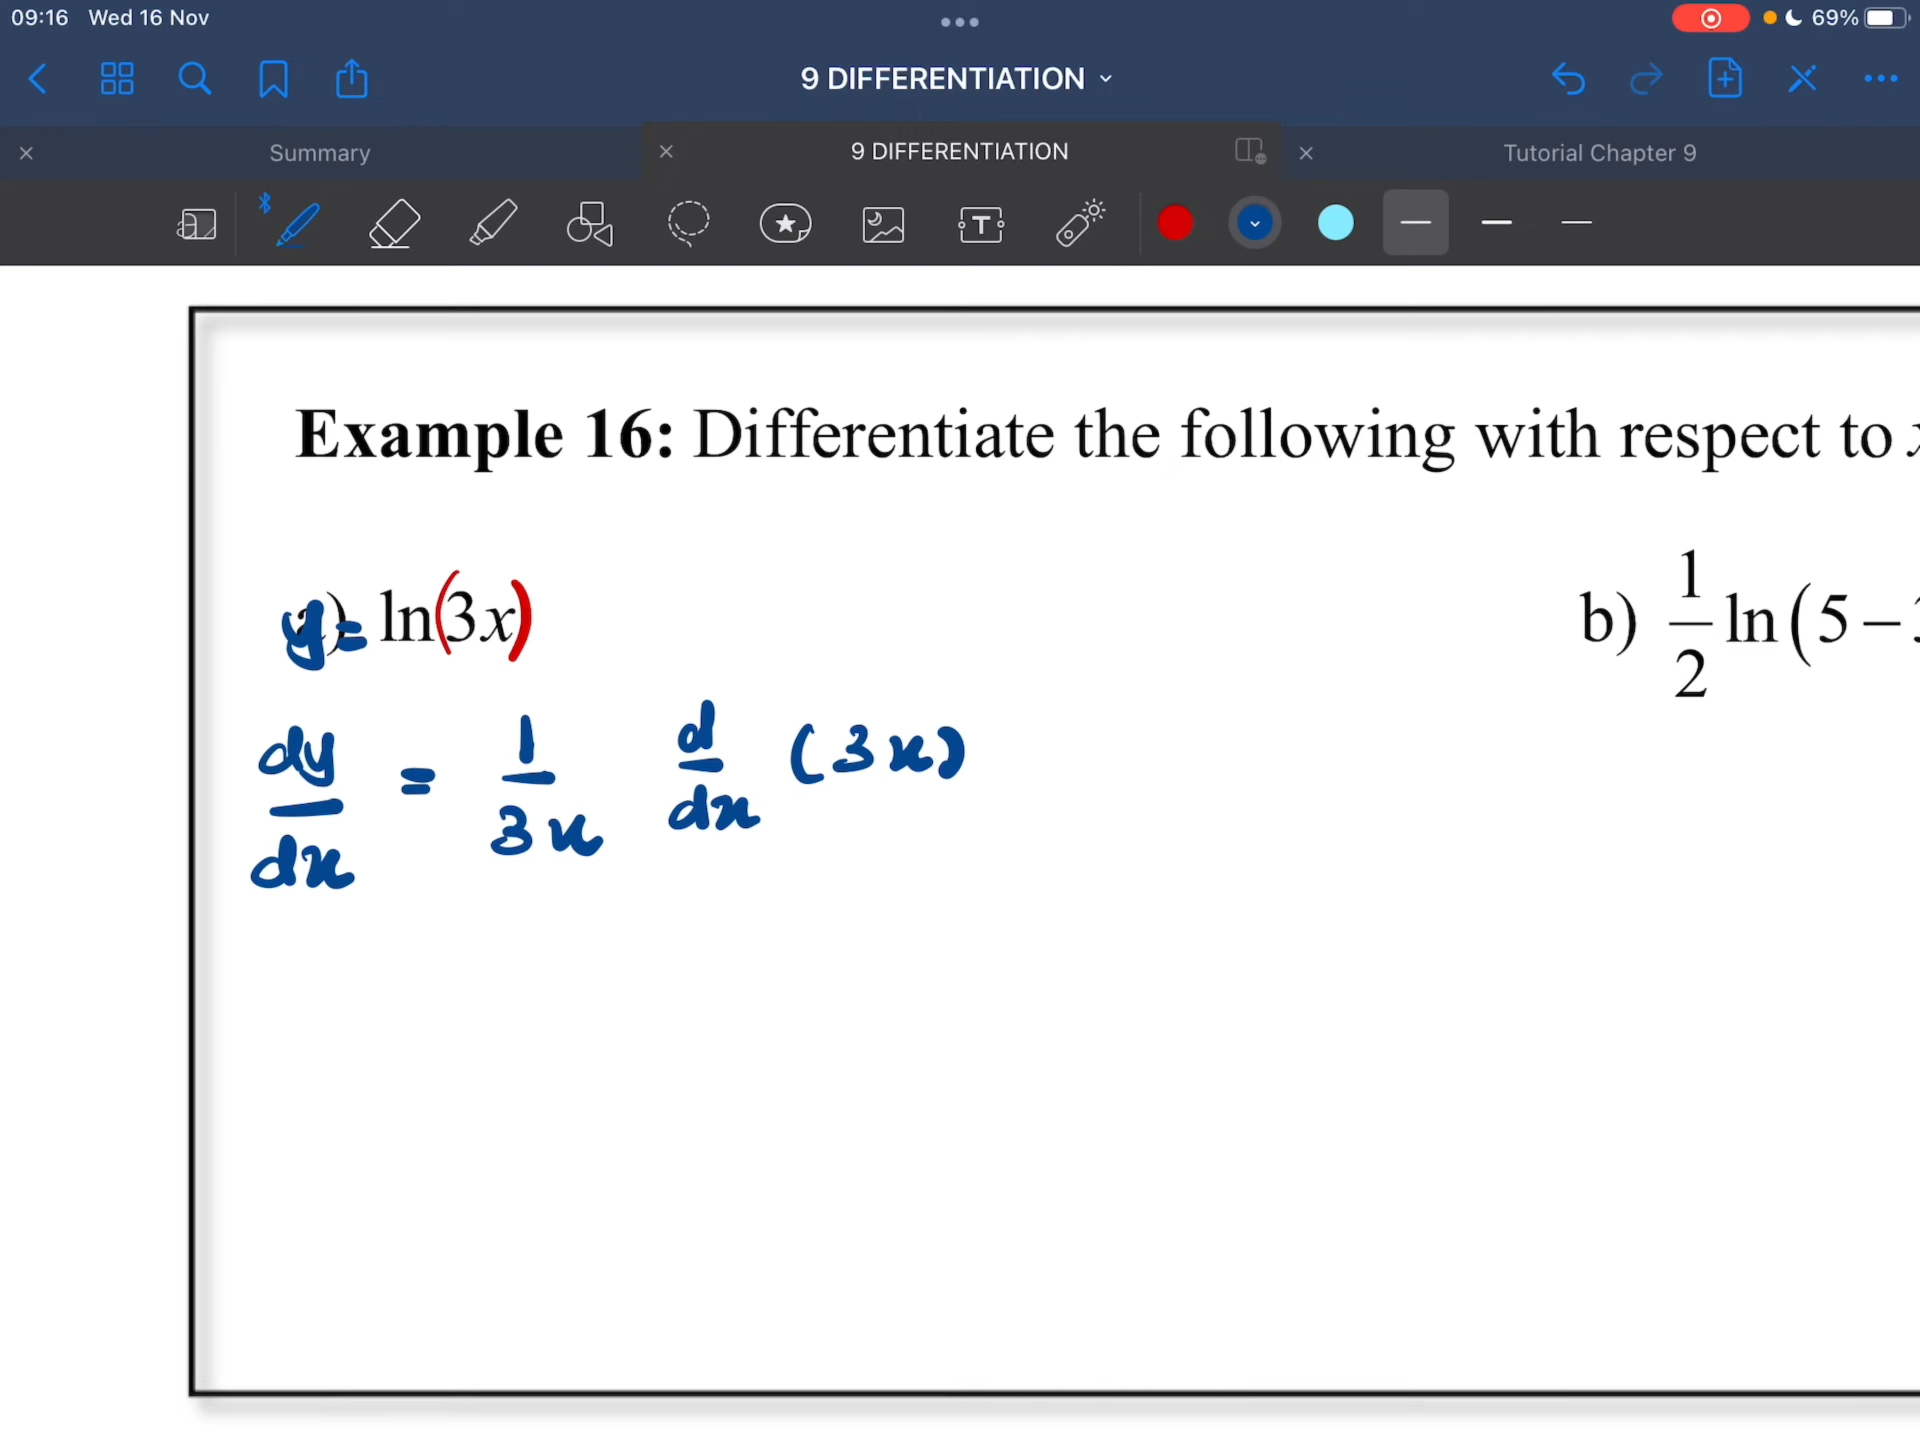 09:16 Wed 16 Nov
69%
9 DIFFERENTIATION
Summary
9 DIFFERENTIATION
Tutorial Chapter 9
Example 16: Differentiate the following with respect to x
y= ln(3x)
b) 1/2 ln(5 –
dy/dx = 1/3x d/dx (3x)